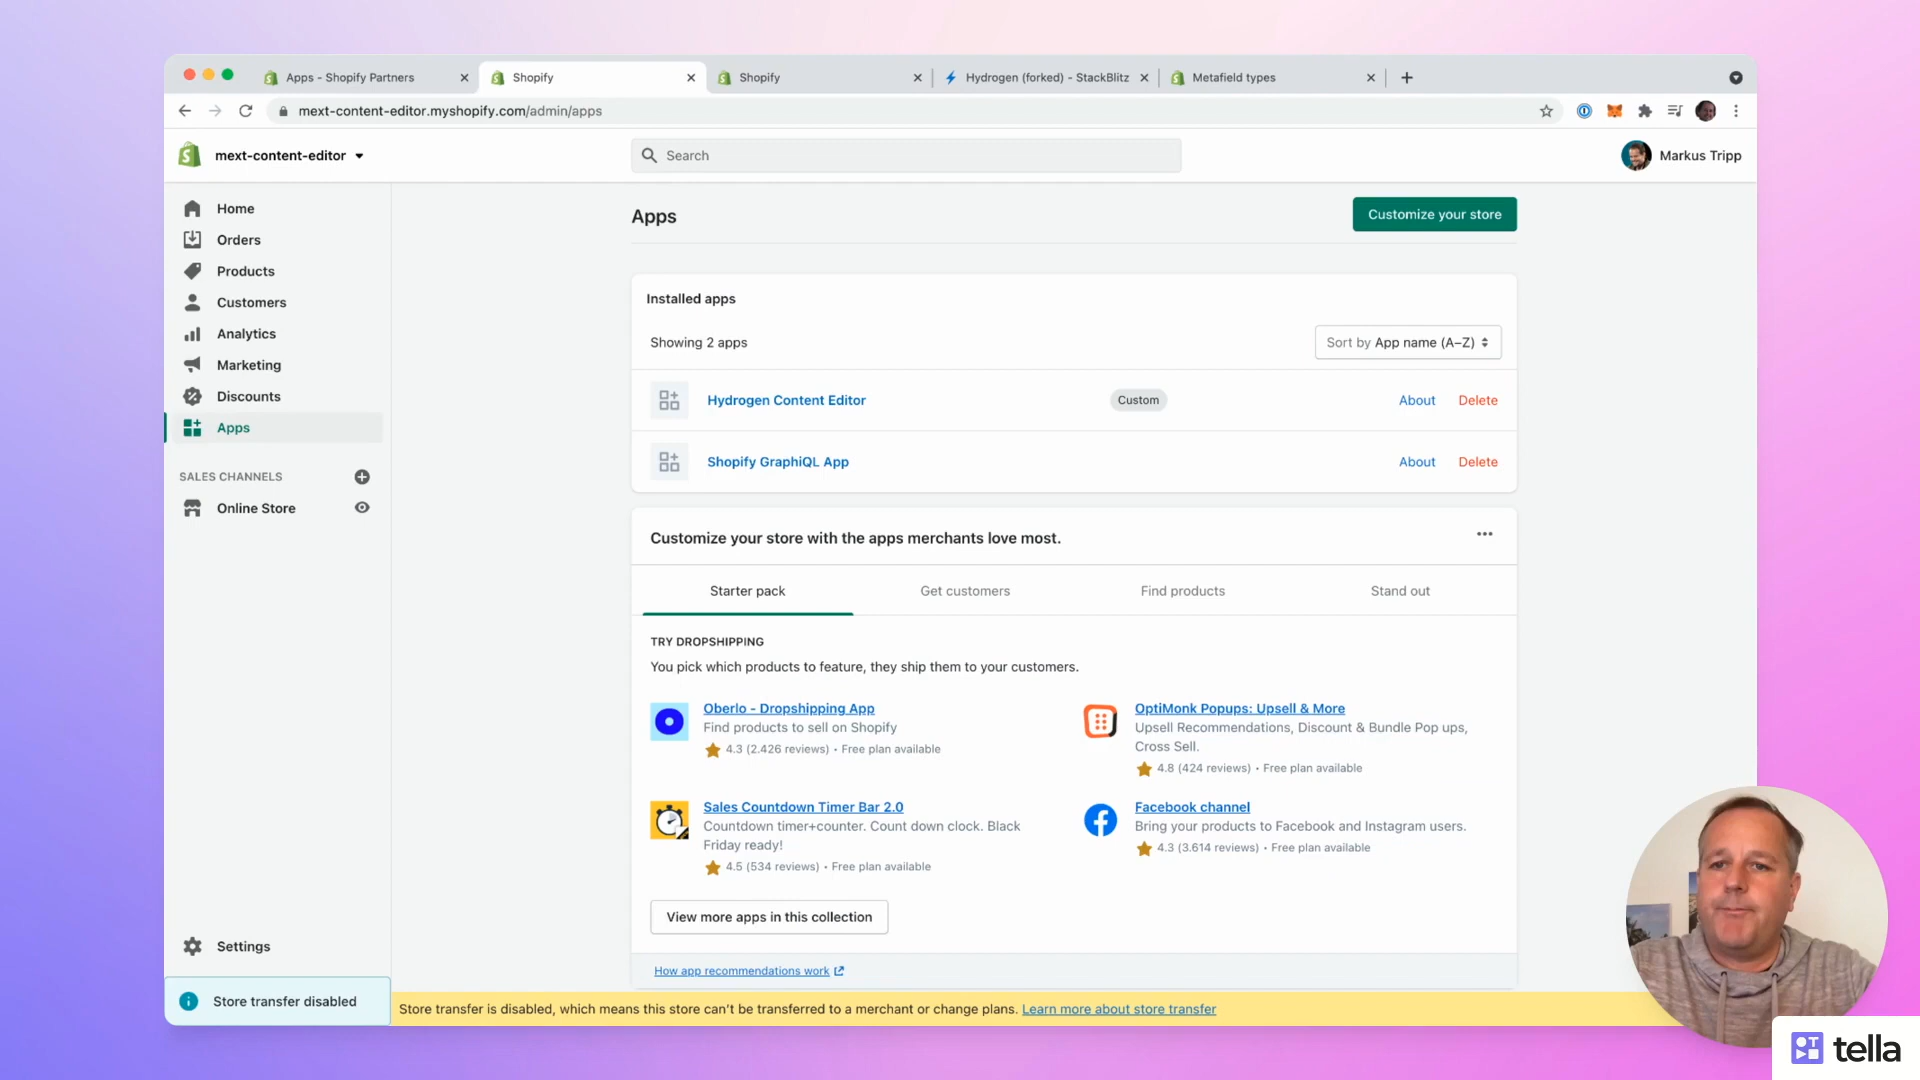 Apps - Shopify Partners
Shopify
Shopify
Hydrogen (forked) - StackBlitz
Metafield types
mext-content-editor.myshopify.com/admin/apps
mext-content-editor
Search
Markus Tripp
Home
Orders
Products
Customers
Analytics
Marketing
Discounts
Apps
SALES CHANNELS
Online Store
Settings
Store transfer disabled
Apps
Customize your store
Installed apps
Showing 2 apps
Sort by App name (A–Z)
Hydrogen Content Editor
Custom
About
Delete
Shopify GraphiQL App
About
Delete
Customize your store with the apps merchants love most.
Starter pack
Get customers
Find products
Stand out
TRY DROPSHIPPING
You pick which products to feature, they ship them to your customers.
Oberlo - Dropshipping App
Find products to sell on Shopify
4.3 (2.426 reviews) • Free plan available
OptiMonk Popups: Upsell & More
Upsell Recommendations, Discount & Bundle Pop ups,
Cross Sell.
4.8 (424 reviews) • Free plan available
Sales Countdown Timer Bar 2.0
Countdown timer+counter. Count down clock. Black
Friday ready!
4.5 (534 reviews) • Free plan available
Facebook channel
Bring your products to Facebook and Instagram users.
4.3 (3.614 reviews) • Free plan available
View more apps in this collection
How app recommendations work
Store transfer is disabled, which means this store can't be transferred to a merchant or change plans. Learn more about store transfer
tella